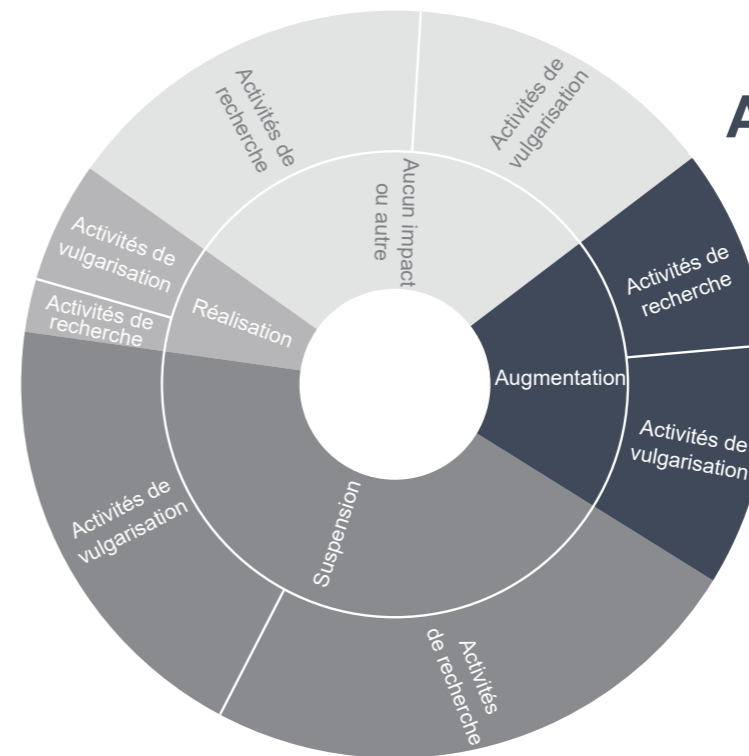 Activités de
recherche
Activités de
vulgarisation
A
Aucun impact
ou autre
Activités de
vulgarisation
Activités de
recherche
Réalisation
Activités de
recherche
Augmentation
Activités de
vulgarisation
Activités de
vulgarisation
Suspension
Activités
de recherche